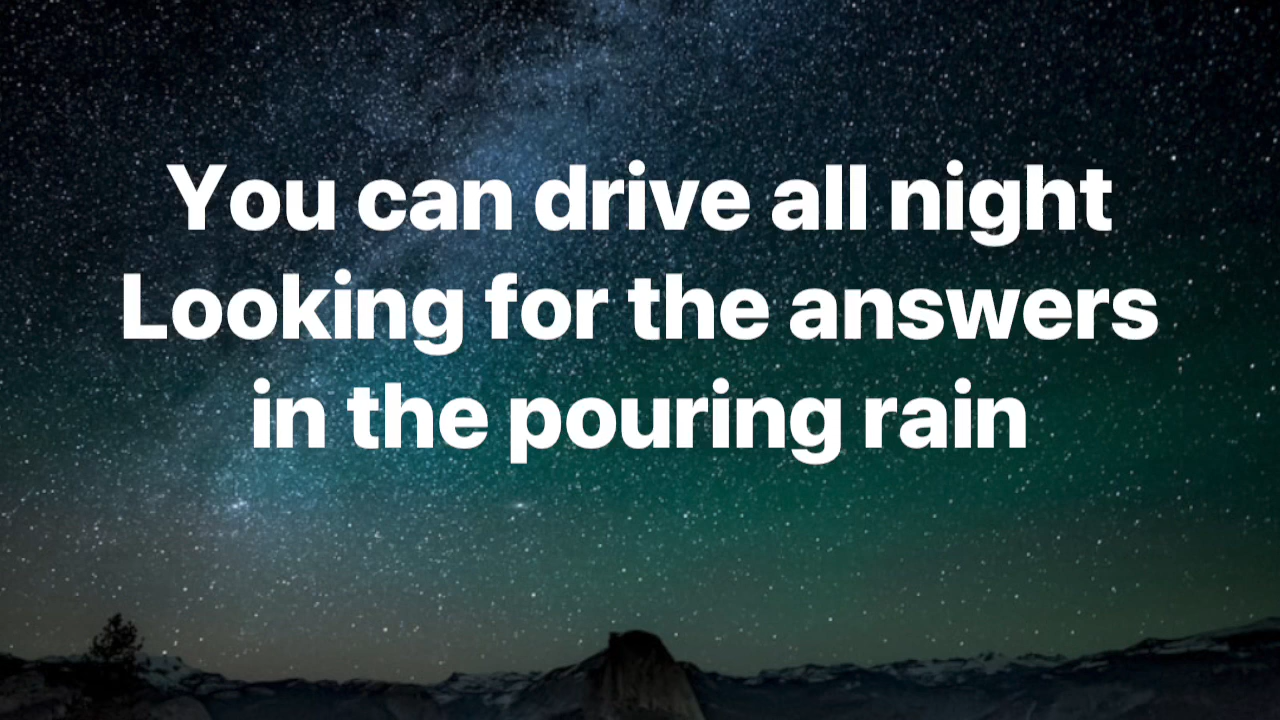 You can drive all night
Looking for the answers
in the pouring rain